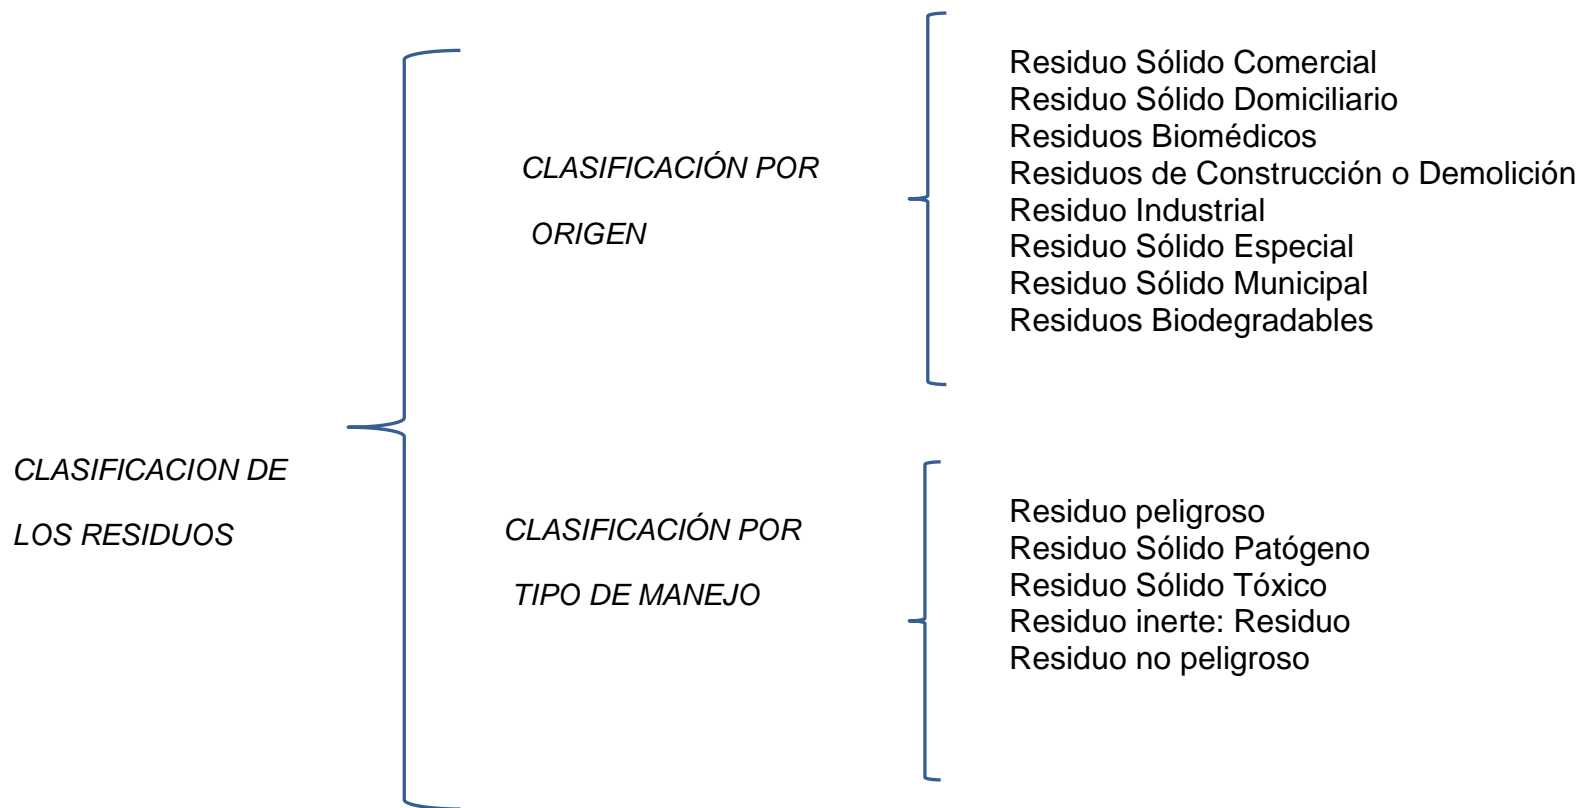 CLASIFICACION DE
LOS RESIDUOS
CLASIFICACIÓN POR
ORIGEN
Residuo Sólido Comercial
Residuo Sólido Domiciliario
Residuos Biomédicos
Residuos de Construcción o Demolición
Residuo Industrial
Residuo Sólido Especial
Residuo Sólido Municipal
Residuos Biodegradables
CLASIFICACIÓN POR
TIPO DE MANEJO
Residuo peligroso
Residuo Sólido Patógeno
Residuo Sólido Tóxico
Residuo inerte: Residuo
Residuo no peligroso